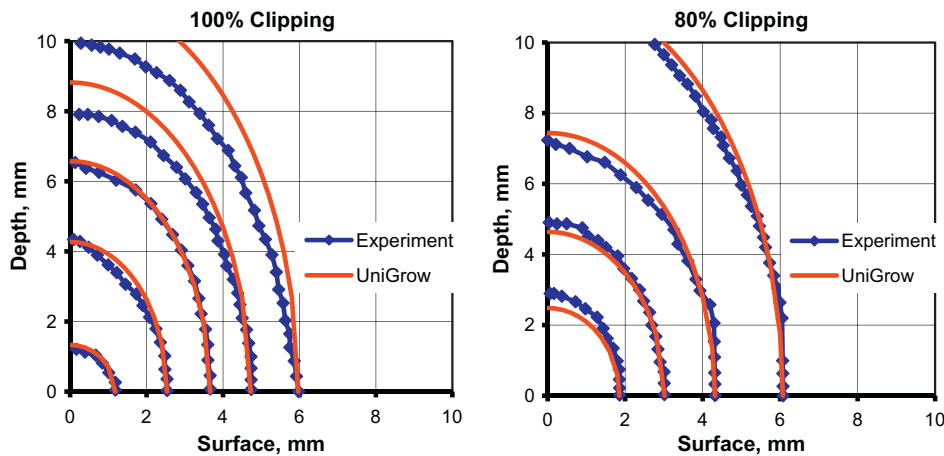 100% Clipping
10
8
6
4
2
0
Depth, mm
0 2 4 6 8 10
Surface, mm
Experiment
UniGrow
80% Clipping
10
8
6
4
2
0
Depth, mm
0 2 4 6 8 10
Surface, mm
Experiment
UniGrow